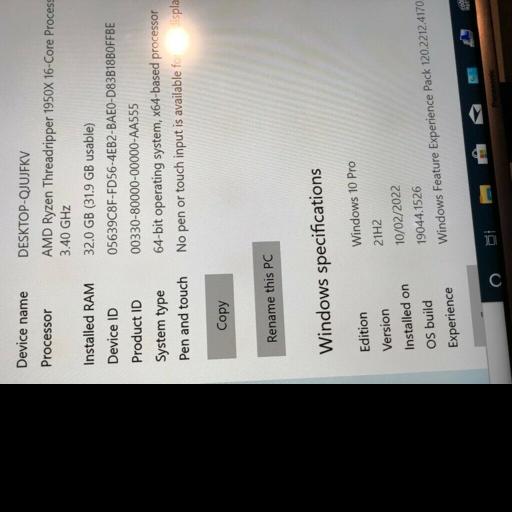 Device name DESKTOP-QJUJFKV
Processor AMD Ryzen Threadripper 1950X 16-Core Process
3.40 GHz
Installed RAM 32.0 GB (31.9 GB usable)
Device ID 05639C8F-FD56-4EB2-BAE0-D83B18B0FFBE
Product ID 00330-80000-00000-AA555
System type 64-bit operating system, x64-based processor
Pen and touch No pen or touch input is available displa
Copy
Rename this PC
Windows specifications
Edition Windows 10 Pro
Version 21H2
Installed on 10/02/2022
OS build 19044.1526
Experience Windows Feature Experience Pack 120.2212.4170